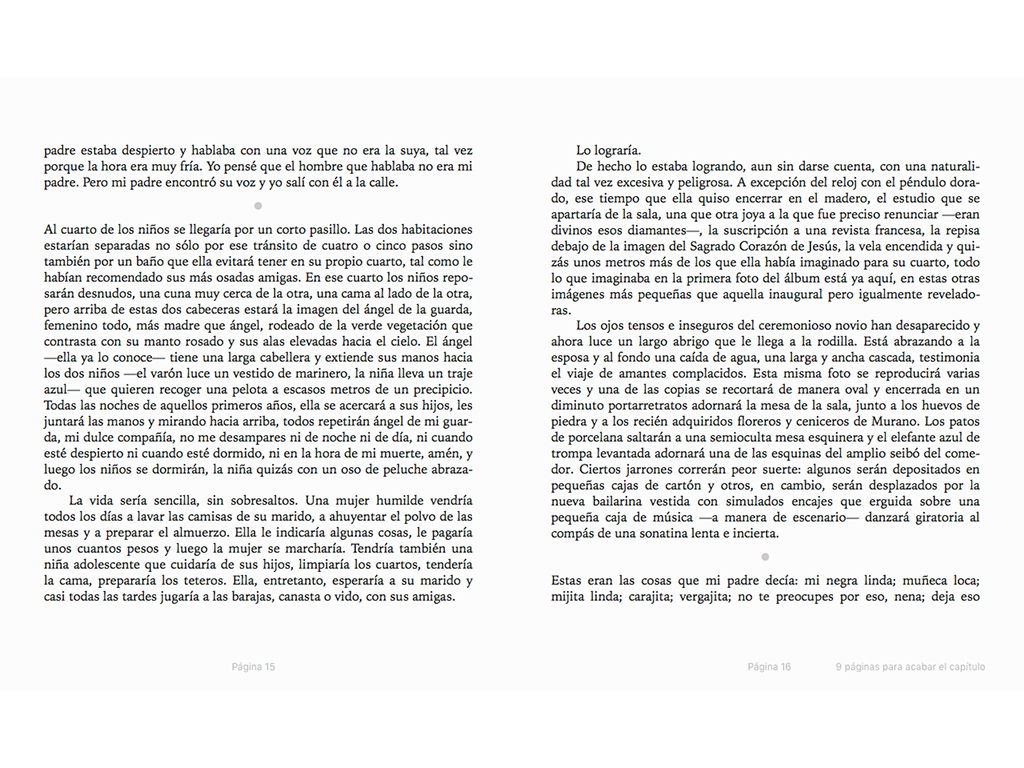 padre estaba despierto y hablaba con una voz que no era la suya, tal vez
porque la hora era muy fría. Yo pensé que el hombre que hablaba no era mi
padre. Pero mi padre encontró su voz y yo salí con él a la calle.
Al cuarto de los niños se llegaría por un corto pasillo. Las dos habitaciones
estarían separadas no sólo por ese tránsito de cuatro o cinco pasos sino
también por un baño que ella evitará tener en su propio cuarto, tal como le
habían recomendado sus más osadas amigas. En ese cuarto los niños repo-
sarán desnudos, una cuna muy cerca de la otra, una cama al lado de la otra,
pero arriba de estas dos cabeceras estará la imagen del ángel de la guarda,
femenino todo, más madre que ángel, rodeado de la verde vegetación que
contrasta con su manto rosado y sus alas elevadas hacia el cielo. El ángel
—ella ya lo conoce— tiene una larga cabellera y extiende sus manos hacia
los dos niños —el varón luce un vestido de marinero, la niña lleva un traje
azul— que quieren recoger una pelota a escasos metros de un precipicio.
Todas las noches de aquellos primeros años, ella se acercará a sus hijos, les
juntará las manos y mirando hacia arriba, todos repetirán ángel de mi guar-
da, mi dulce compañía, no me desampares ni de noche ni de día, ni cuando
esté despierto ni cuando esté dormido, ni en la hora de mi muerte, amén, y
luego los niños se dormirán, la niña quizás con un oso de peluche abraza-
do.
La vida sería sencilla, sin sobresaltos. Una mujer humilde vendría
todos los días a lavar las camisas de su marido, a ahuyentar el polvo de las
mesas y a preparar el almuerzo. Ella le indicaría algunas cosas, le pagaría
unos cuantos pesos y luego la mujer se marcharía. Tendría también una
niña adolescente que cuidaría de sus hijos, limpiaría los cuartos, tendería
la cama, prepararía los teteros. Ella, entretanto, esperaría a su marido y
casi todas las tardes jugaría a las barajas, canasta o vido, con sus amigas.
Página 15
Lo lograría.
De hecho lo estaba logrando, aun sin darse cuenta, con una naturali-
dad tal vez excesiva y peligrosa. A excepción del reloj con el péndulo dora-
do, ese tiempo que ella quiso encerrar en el madero, el estudio que se
apartaría de la sala, una que otra joya a la que fue preciso renunciar —eran
divinos esos diamantes—, la suscripción a una revista francesa, la repisa
debajo de la imagen del Sagrado Corazón de Jesús, la vela encendida y qui-
zás unos metros más de los que ella había imaginado para su cuarto, todo
lo que imaginaba en la primera foto del álbum está ya aquí, en estas otras
imágenes más pequeñas que aquella inaugural pero igualmente revelado-
ras.
Los ojos tensos e inseguros del ceremonioso novio han desaparecido y
ahora luce un largo abrigo que le llega a la rodilla. Está abrazando a la
esposa y al fondo una caída de agua, una larga y ancha cascada, testimonia
el viaje de amantes complacidos. Esta misma foto se reproducirá varias
veces y una de las copias se recortará de manera oval y encerrada en un
diminuto portarretratos adornará la mesa de la sala, junto a los huevos de
piedra y a los recién adquiridos floreros y ceniceros de Murano. Los patos
de porcelana saltarán a una semioculta mesa esquinera y el elefante azul de
trompa levantada adornará una de las esquinas del amplio seibó del come-
dor. Ciertos jarrones correrán peor suerte: algunos serán depositados en
pequeñas cajas de cartón y otros, en cambio, serán desplazados por la
nueva bailarina vestida con simulados encajes que erguida sobre una
pequeña caja de música —a manera de escenario— danzará giratoria al
compás de una sonatina lenta e incierta.
Estas eran las cosas que mi padre decía: mi negra linda; muñeca loca;
mijita linda; carajita; vergajita; no te preocupes por eso, nena; deja eso
Página 16
9 páginas para acabar el capítulo